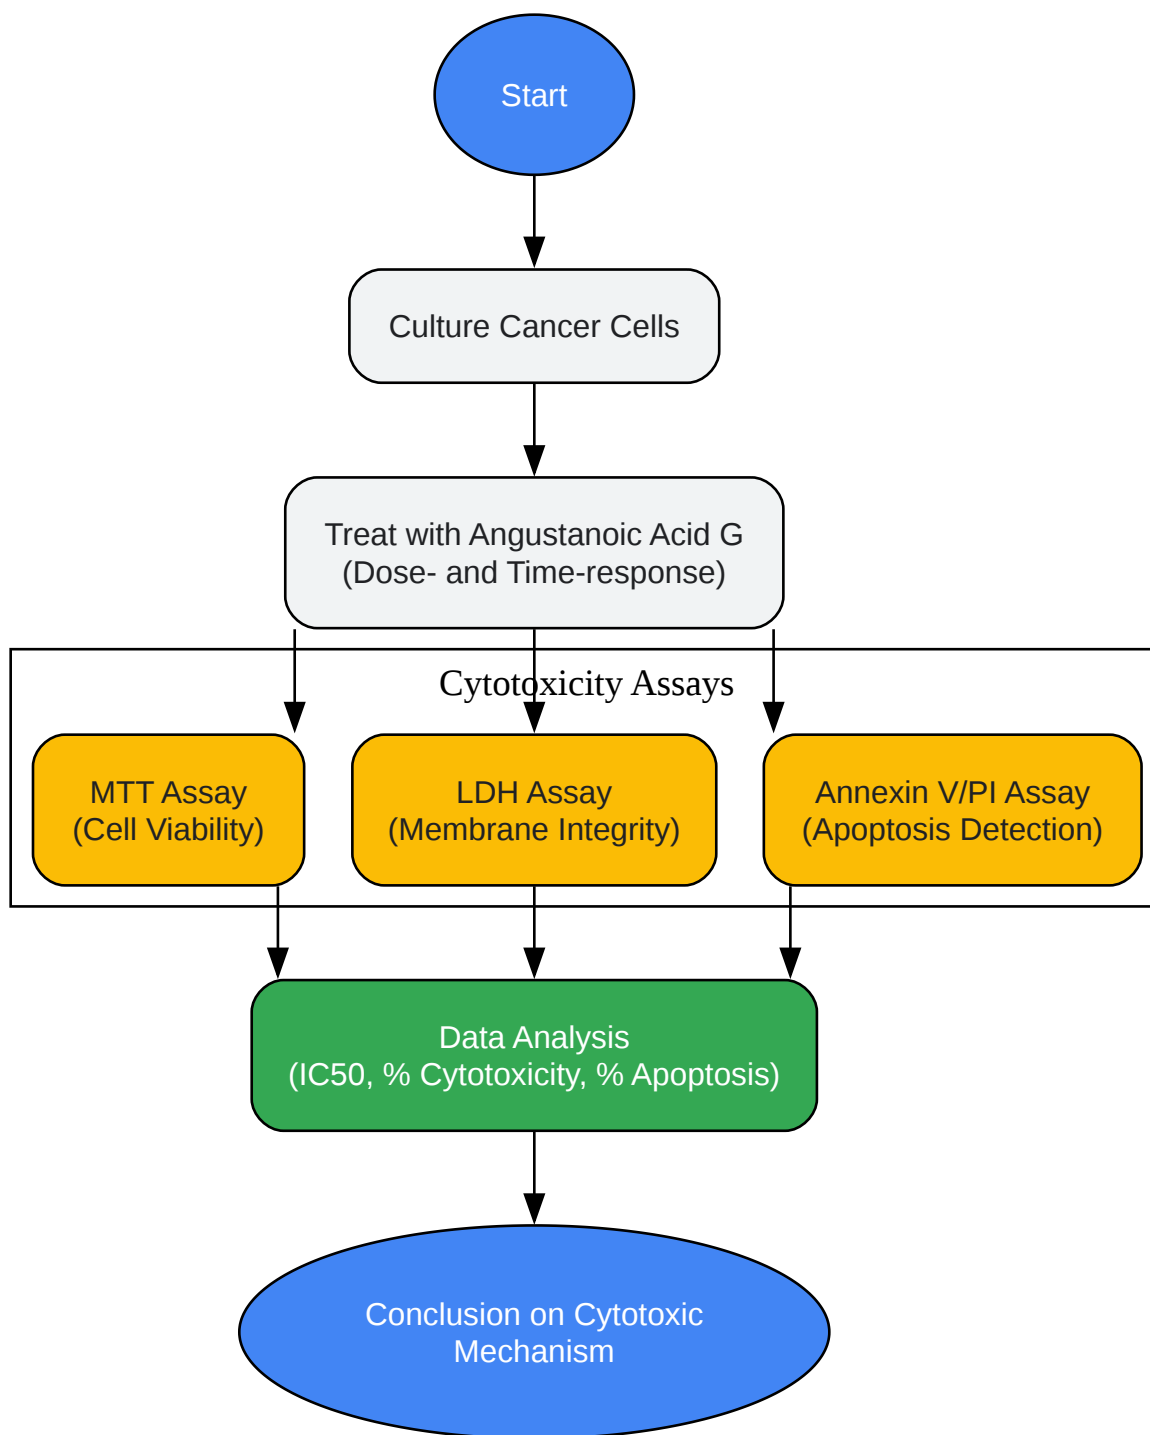 Start
Culture Cancer Cells
Treat with Angustanoic Acid G
(Dose- and Time-response)
Cytotoxicity Assays
MTT Assay
(Cell Viability)
LDH Assay
(Membrane Integrity)
Annexin V/PI Assay
(Apoptosis Detection)
Data Analysis
(IC50, % Cytotoxicity, % Apoptosis)
Conclusion on Cytotoxic
Mechanism